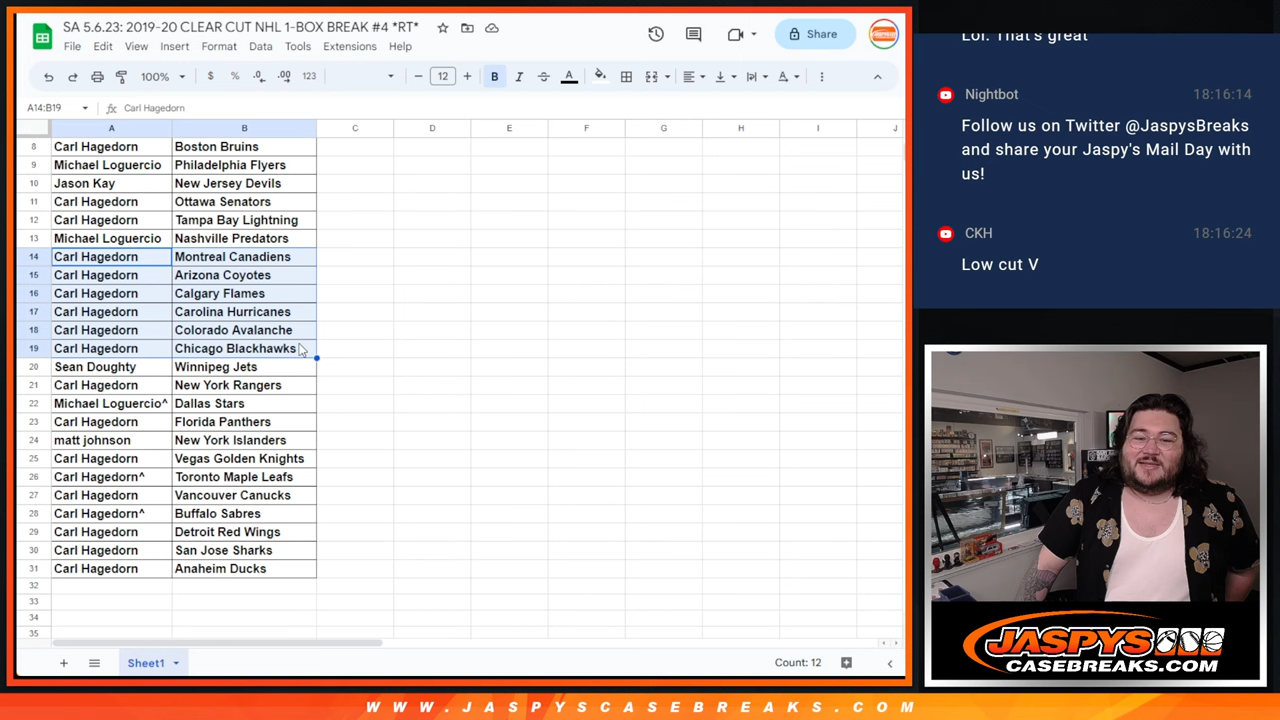 SA 5.6.23: 2019-20 CLEAR CUT NHL 1-BOX BREAK #4 *RT*
File Edit View Insert Format Data Tools Extensions Help
Share
100% $ % .0 .00 123 12 B I A
A14:B19 fx Carl Hagedorn
A B C D E F G H I J
8 Carl Hagedorn Boston Bruins
9 Michael Loguercio Philadelphia Flyers
10 Jason Kay New Jersey Devils
11 Carl Hagedorn Ottawa Senators
12 Carl Hagedorn Tampa Bay Lightning
13 Michael Loguercio Nashville Predators
14 Carl Hagedorn Montreal Canadiens
15 Carl Hagedorn Arizona Coyotes
16 Carl Hagedorn Calgary Flames
17 Carl Hagedorn Carolina Hurricanes
18 Carl Hagedorn Colorado Avalanche
19 Carl Hagedorn Chicago Blackhawks
20 Sean Doughty Winnipeg Jets
21 Carl Hagedorn New York Rangers
22 Michael Loguercio^ Dallas Stars
23 Carl Hagedorn Florida Panthers
24 matt johnson New York Islanders
25 Carl Hagedorn Vegas Golden Knights
26 Carl Hagedorn^ Toronto Maple Leafs
27 Carl Hagedorn Vancouver Canucks
28 Carl Hagedorn^ Buffalo Sabres
29 Carl Hagedorn Detroit Red Wings
30 Carl Hagedorn San Jose Sharks
31 Carl Hagedorn Anaheim Ducks
32
33
34
35
Sheet1 Count: 12
Lol. That's great
Nightbot 18:16:14
Follow us on Twitter @JaspysBreaks
and share your Jaspy's Mail Day with
us!
CKH 18:16:24
Low cut V
JASPYS
CASEBREAKS.COM
WWW.JASPYSCASEBREAKS.COM